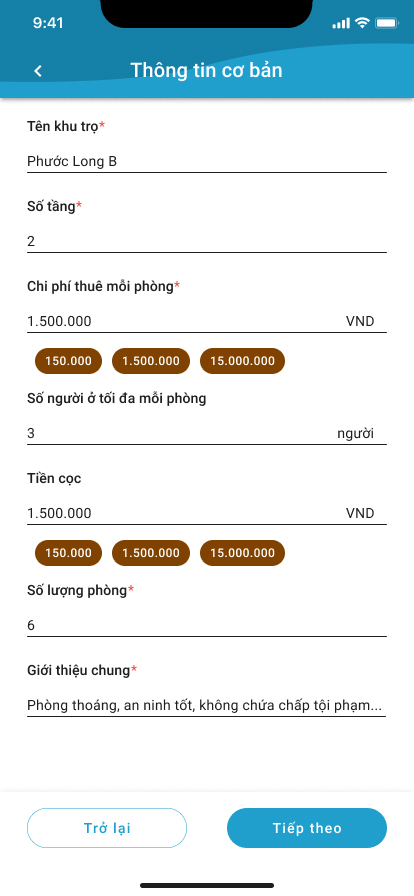 9:41
Thông tin cơ bản
Tên khu trọ*
Phước Long B
Số tầng*
2
Chi phí thuê mỗi phòng*
1.500.000 VND
150.000 1.500.000 15.000.000
Số người ở tối đa mỗi phòng
3 người
Tiền cọc
1.500.000 VND
150.000 1.500.000 15.000.000
Số lượng phòng*
6
Giới thiệu chung*
Phòng thoáng, an ninh tốt, không chứa chấp tội phạm...
Trở lại Tiếp theo